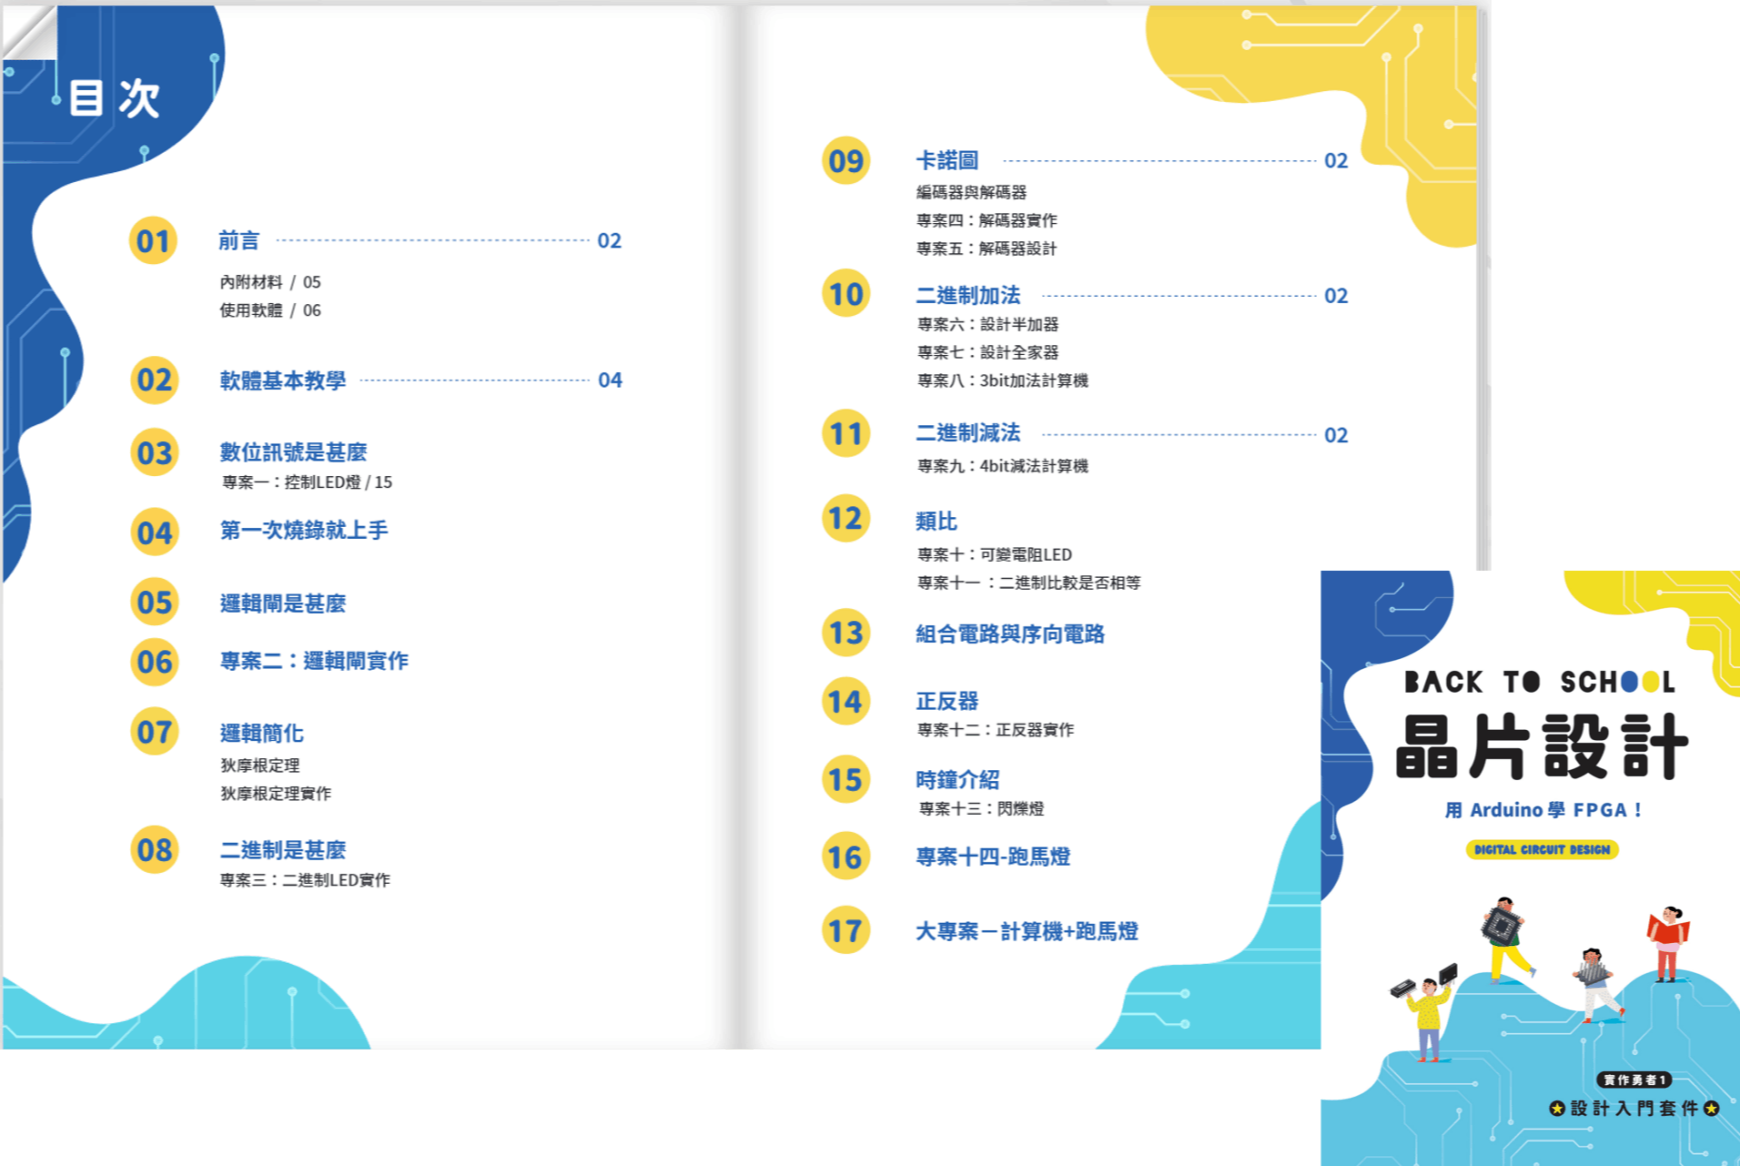 目次
01 前言 02
內附材料 / 05
使用軟體 / 06
02 軟體基本教學 04
03 數位訊號是甚麼
專案一：控制LED燈 / 15
04 第一次燒錄就上手
05 邏輯閘是甚麼
06 專案二：邏輯閘實作
07 邏輯簡化
狄摩根定理
狄摩根定理實作
08 二進制是甚麼
專案三：二進制LED實作
09 卡諾圖 02
編碼器與解碼器
專案四：解碼器實作
專案五：解碼器設計
10 二進制加法 02
專案六：設計半加器
專案七：設計全家器
專案八：3bit加法計算機
11 二進制減法 02
專案九：4bit減法計算機
12 類比
專案十：可變電阻LED
專案十一：二進制比較是否相等
13 組合電路與序向電路
14 正反器
專案十二：正反器實作
15 時鐘介紹
專案十三：閃爍燈
16 專案十四-跑馬燈
17 大專案－計算機+跑馬燈
BACK TO SCHOOL
晶片設計
用 Arduino 學 FPGA！
DIGITAL CIRCUIT DESIGN
實作勇者1
設計入門套件